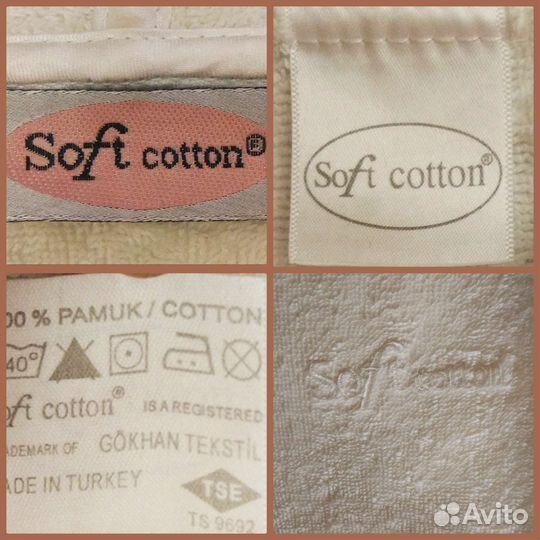 Soft cotton®
Soft cotton®
00 % PAMUK / COTTON
40°
oft cotton® IS A REGISTERED
ADEMARK OF GÖKHAN TEKSTİL
ADE IN TURKEY
TSE
TS 9692
Soft cotton
Avito